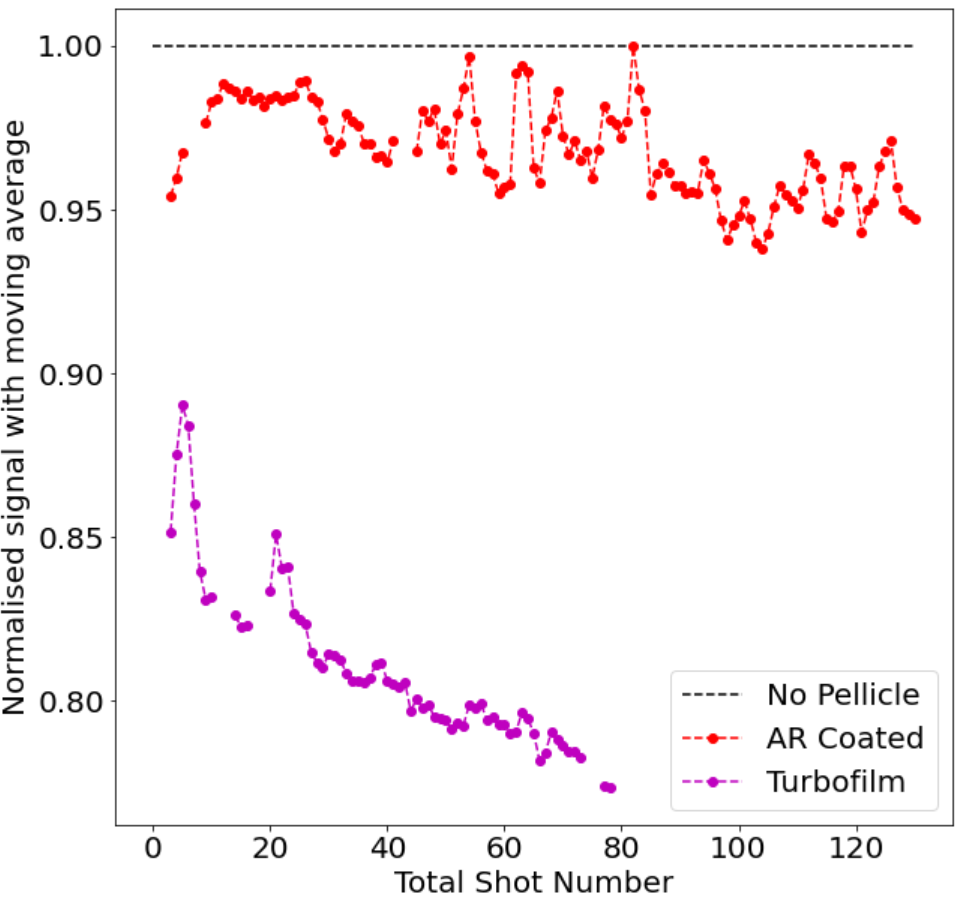 Normalised signal with moving average
1.00
0.95
0.90
0.85
0.80
No Pellicle
AR Coated
Turbofilm
0 20 40 60 80 100 120
Total Shot Number